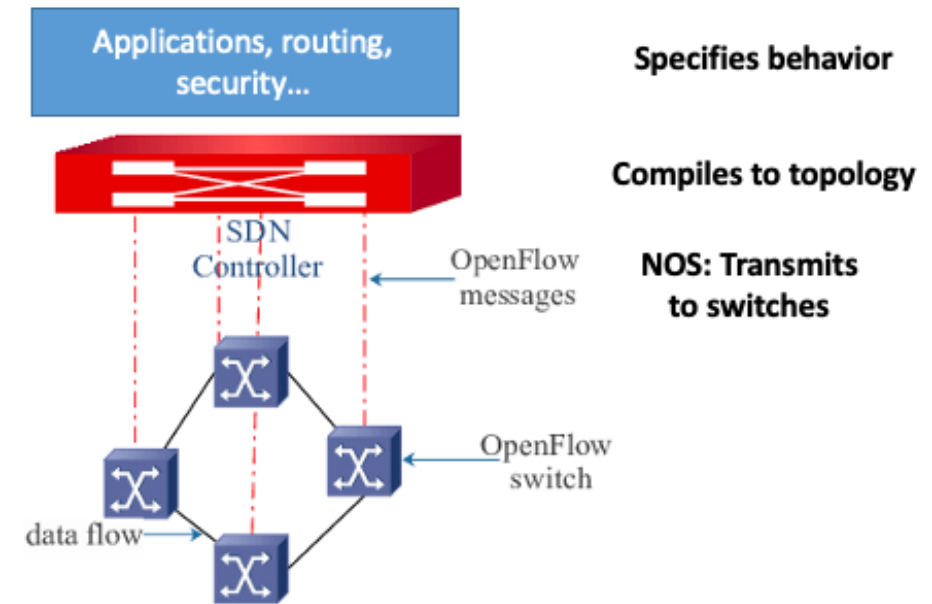 Applications, routing,
security...
Specifies behavior
Compiles to topology
SDN
Controller
OpenFlow
messages
NOS: Transmits
to switches
OpenFlow
switch
data flow